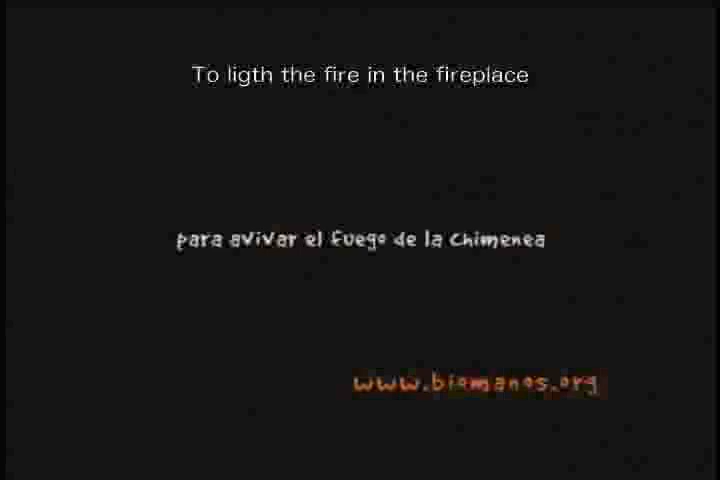 To ligth the fire in the fireplace
para avivar el fuego de la Chimenea
www.biomanos.org